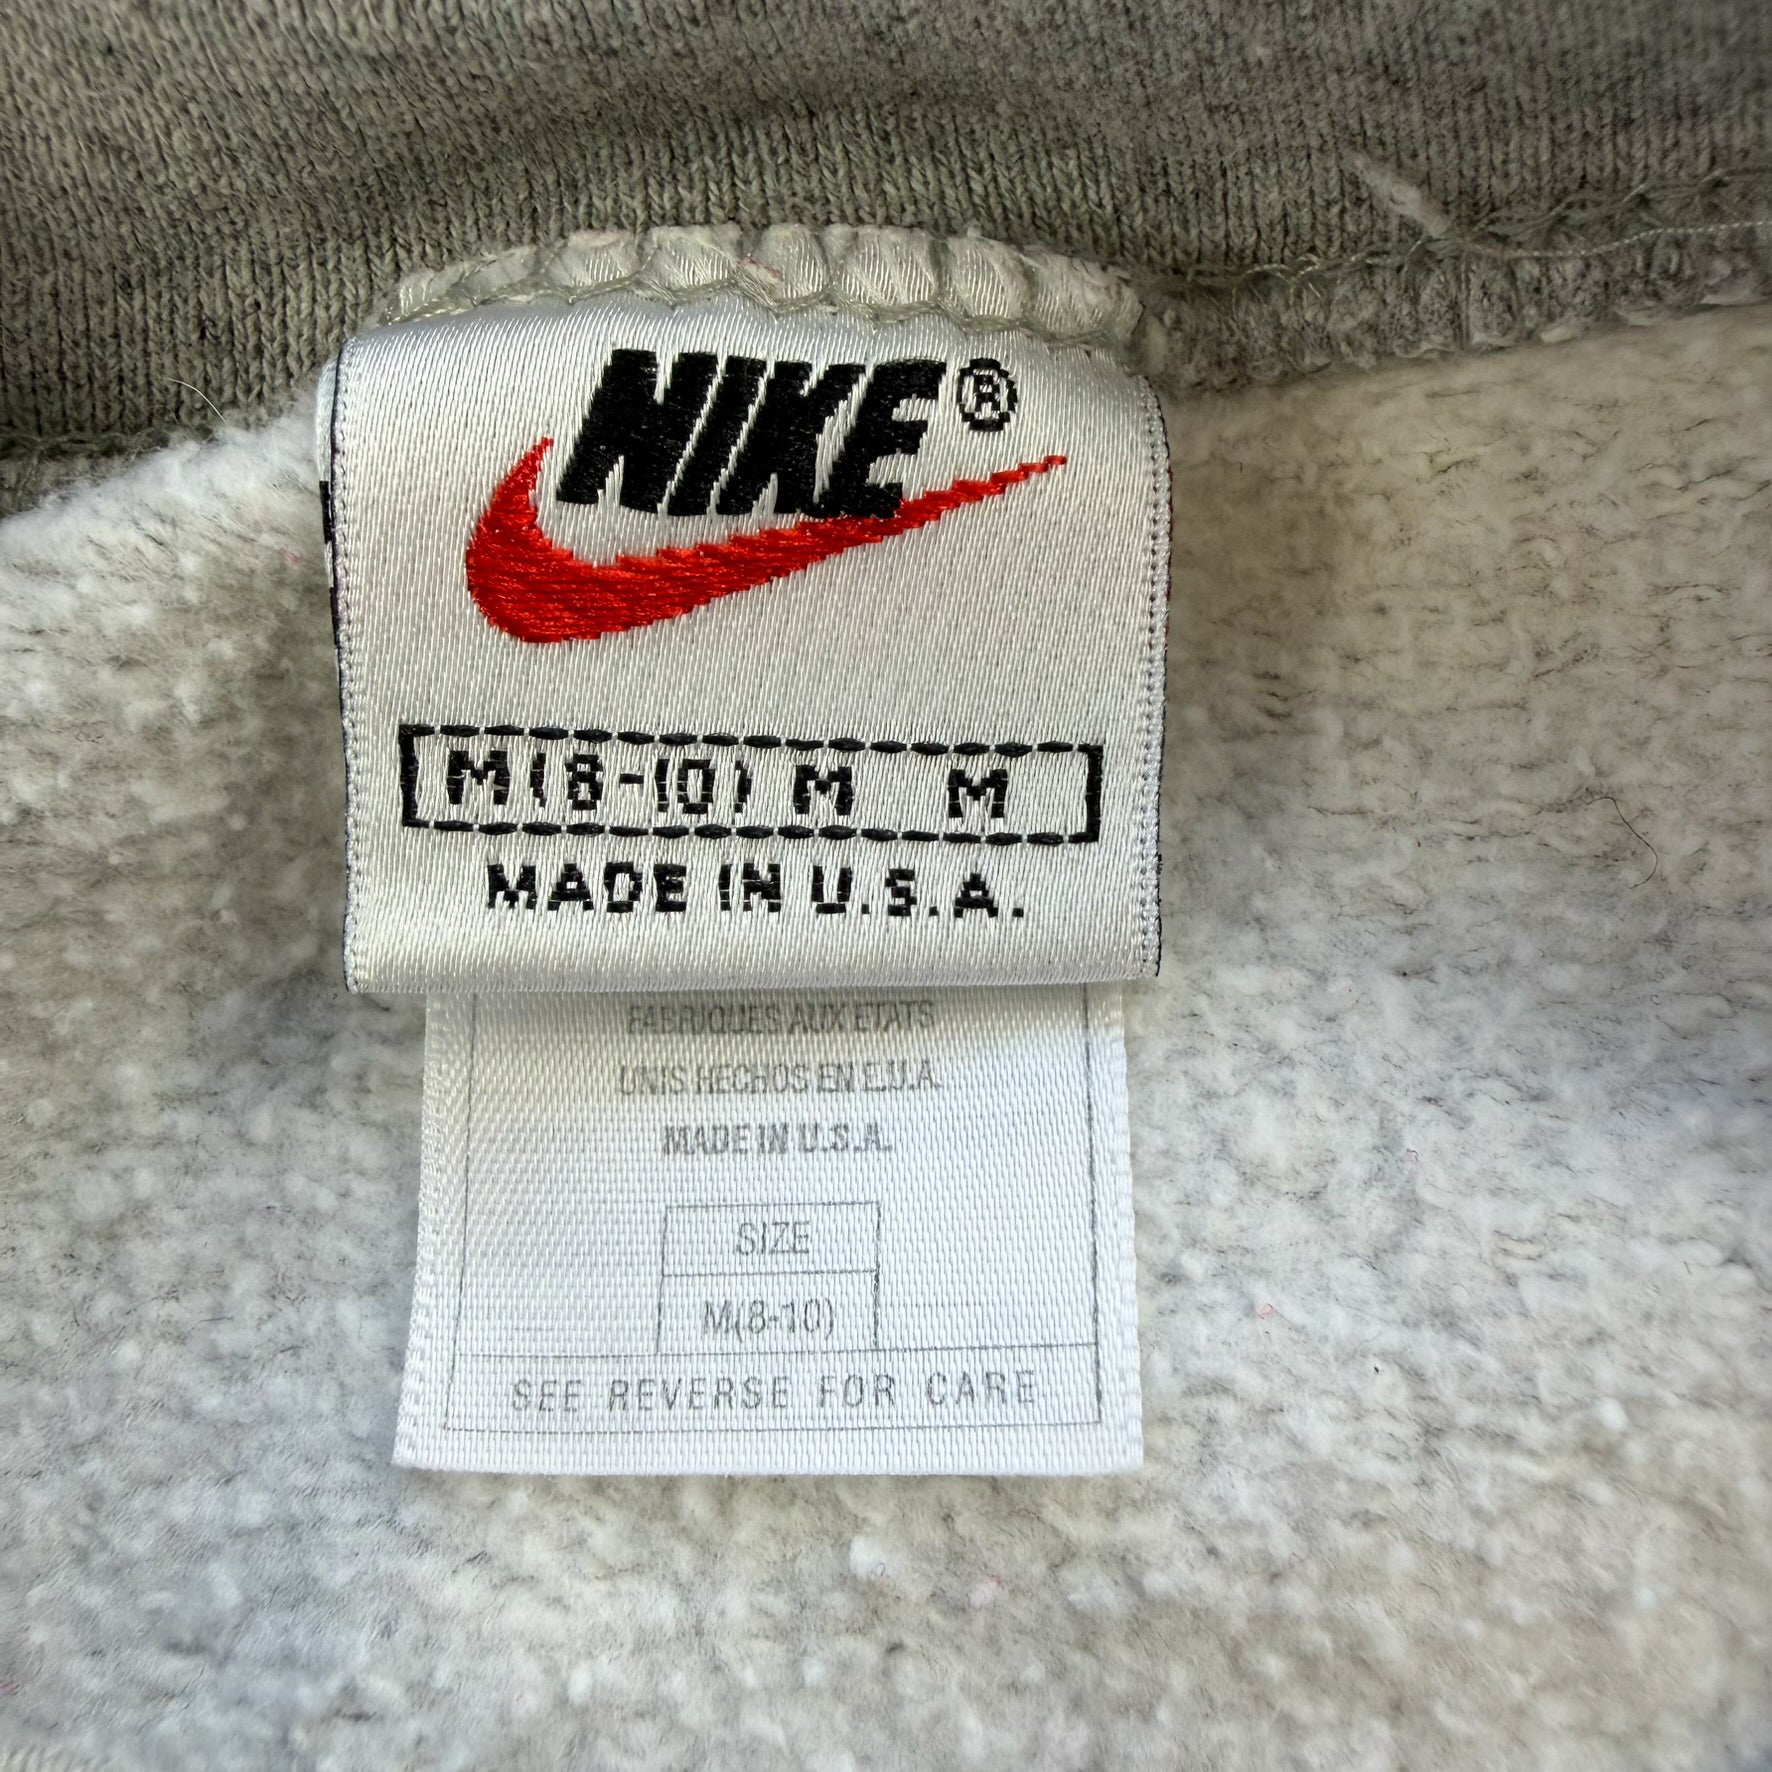 NIKE®
M(8-10) M M
MADE IN U.S.A.
FABRIQUES AUX ETATS
UNIS HECHOS EN E.U.A.
MADE IN U.S.A.
SIZE
M(8-10)
SEE REVERSE FOR CARE